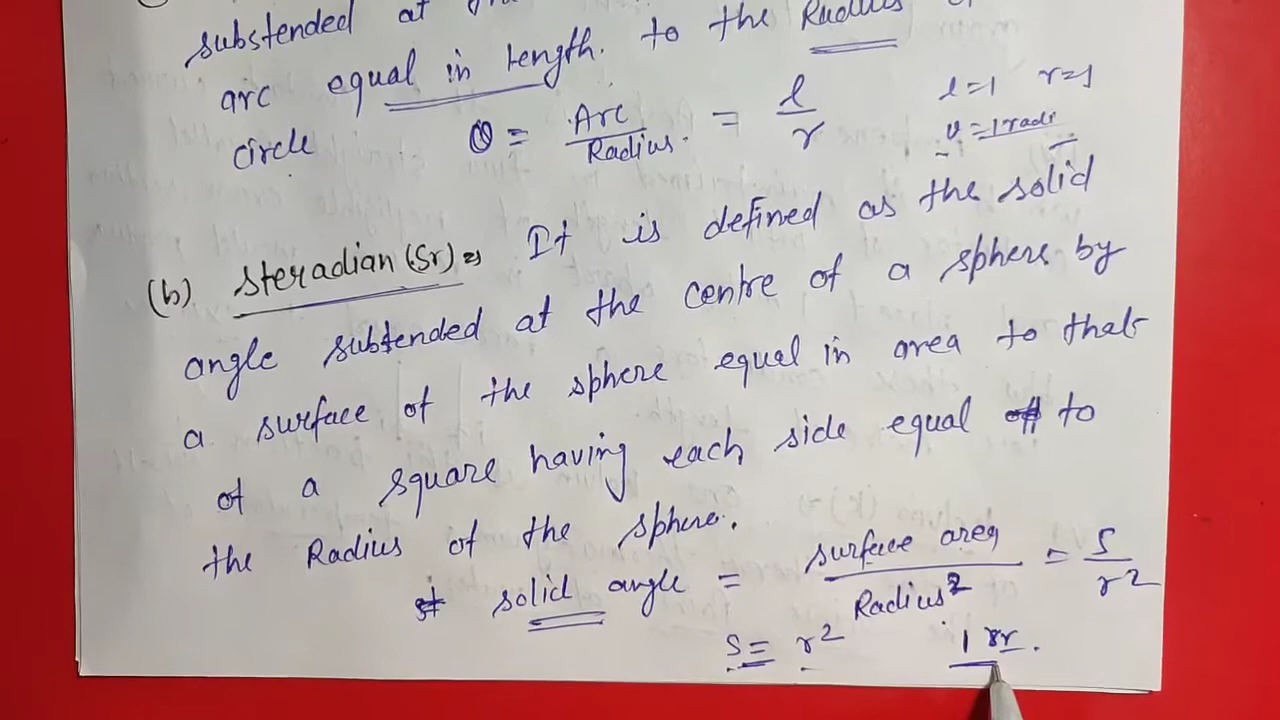 substended at
arc equal in length. to the Radius
circle
θ = Arc/Radius. = l/r
l=1 r=1
θ = 1 radi
(b) Steradian (Sr) ⇒ It is defined as the solid
angle subtended at the centre of a sphere by
a surface of the sphere equal in area to that
of a square having each side equal to
the Radius of the sphere.
solid angle = surface area/Radius² = S/r²
S = r² 1 sr.